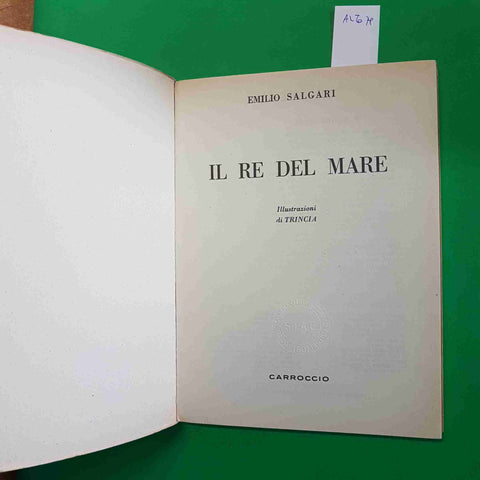 EMILIO SALGARI
IL RE DEL MARE
Illustrazioni
di TRINCIA
CARROCCIO